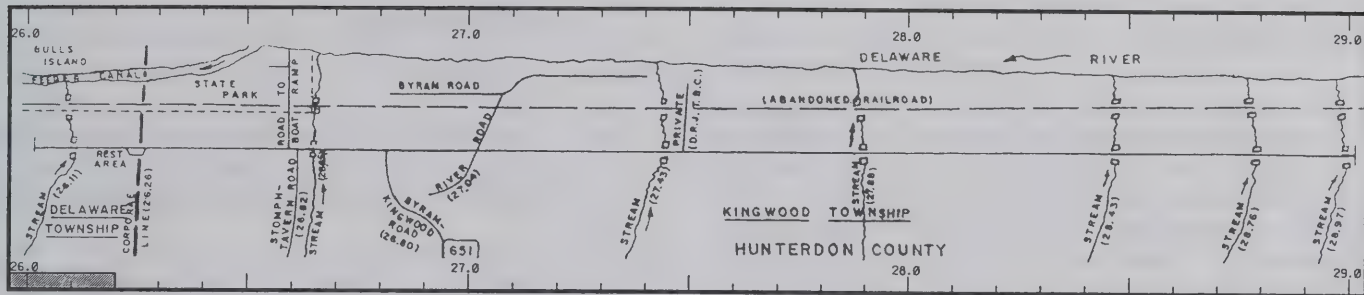 26.0
27.0
28.0
29.0
BULLS
ISLAND
FEEDER CANAL
STATE
PARK
ROAD TO
BOAT RAMP
BYRAM ROAD
RIVER ROAD
(27.04)
PRIVATE
(D.R.J.T.B.C.)
DELAWARE
RIVER
(ABANDONED RAILROAD)
REST
AREA
STREAM
(26.11)
DELAWARE
TOWNSHIP
CORPORATE
LINE (26.26)
STOMPH-
TAVERN ROAD
(26.62)
STREAM
BYRAM-
KINGWOOD
ROAD
(26.80)
651
STREAM
(27.43)
STREAM
(27.88)
KINGWOOD TOWNSHIP
HUNTERDON COUNTY
STREAM
(28.43)
STREAM
(28.76)
STREAM
(28.97)
26.0
27.0
28.0
29.0